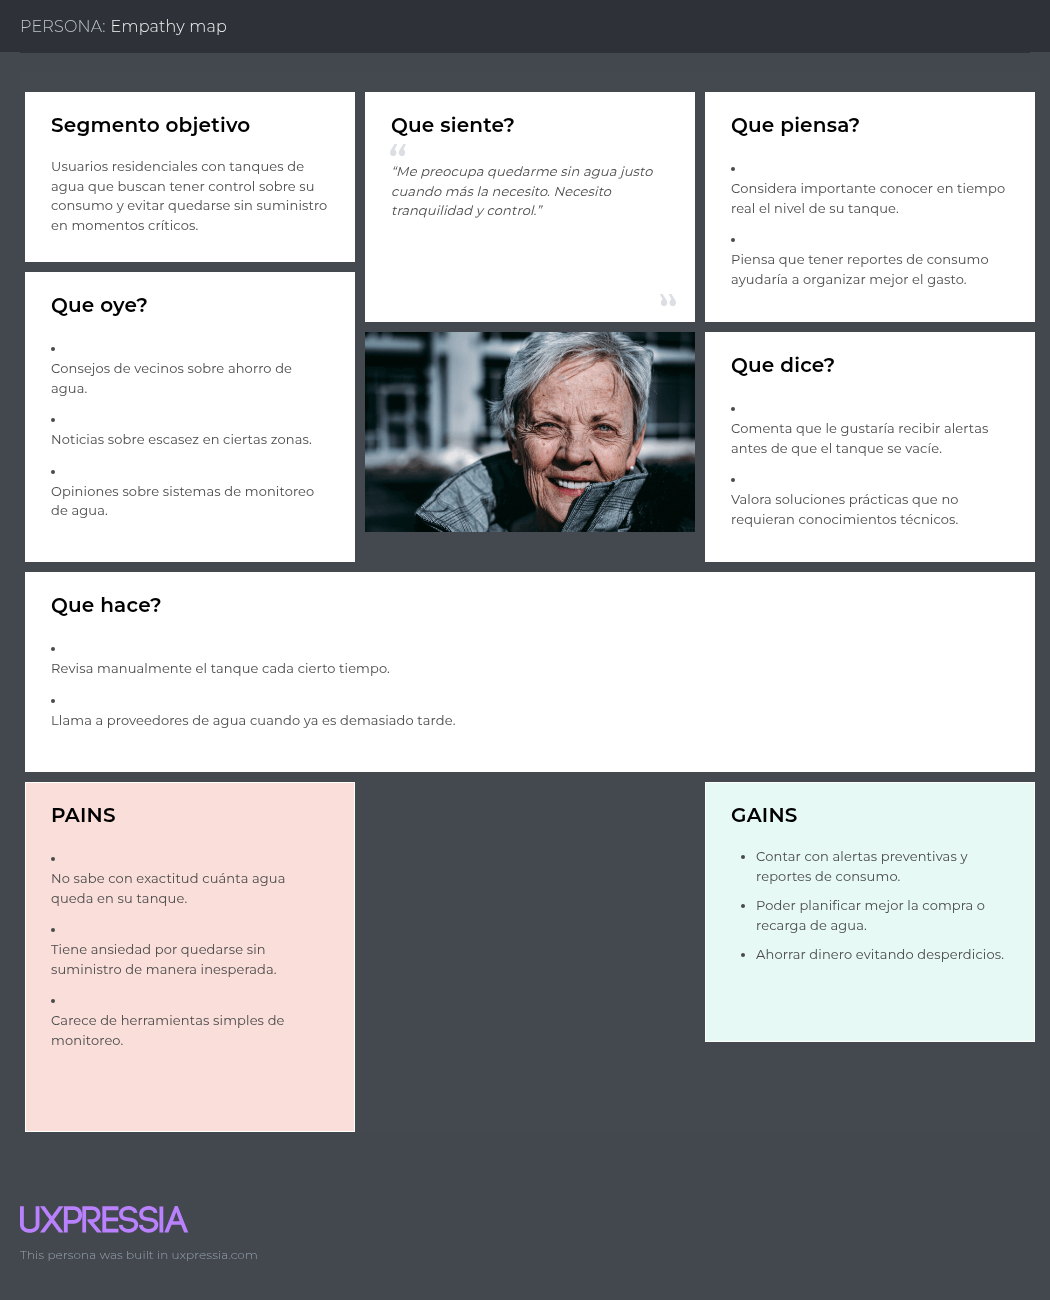 PERSONA: Empathy map
Segmento objetivo
Usuarios residenciales con tanques de
agua que buscan tener control sobre su
consumo y evitar quedarse sin suministro
en momentos críticos.
Que siente?
“
“Me preocupa quedarme sin agua justo
cuando más la necesito. Necesito
tranquilidad y control.”
”
Que piensa?
•
Considera importante conocer en tiempo
real el nivel de su tanque.
•
Piensa que tener reportes de consumo
ayudaría a organizar mejor el gasto.
Que oye?
•
Consejos de vecinos sobre ahorro de
agua.
•
Noticias sobre escasez en ciertas zonas.
•
Opiniones sobre sistemas de monitoreo
de agua.
Que dice?
•
Comenta que le gustaría recibir alertas
antes de que el tanque se vacíe.
•
Valora soluciones prácticas que no
requieran conocimientos técnicos.
Que hace?
•
Revisa manualmente el tanque cada cierto tiempo.
•
Llama a proveedores de agua cuando ya es demasiado tarde.
PAINS
•
No sabe con exactitud cuánta agua
queda en su tanque.
•
Tiene ansiedad por quedarse sin
suministro de manera inesperada.
•
Carece de herramientas simples de
monitoreo.
GAINS
• Contar con alertas preventivas y
reportes de consumo.
• Poder planificar mejor la compra o
recarga de agua.
• Ahorrar dinero evitando desperdicios.
UXPRESSIA
This persona was built in uxpressia.com